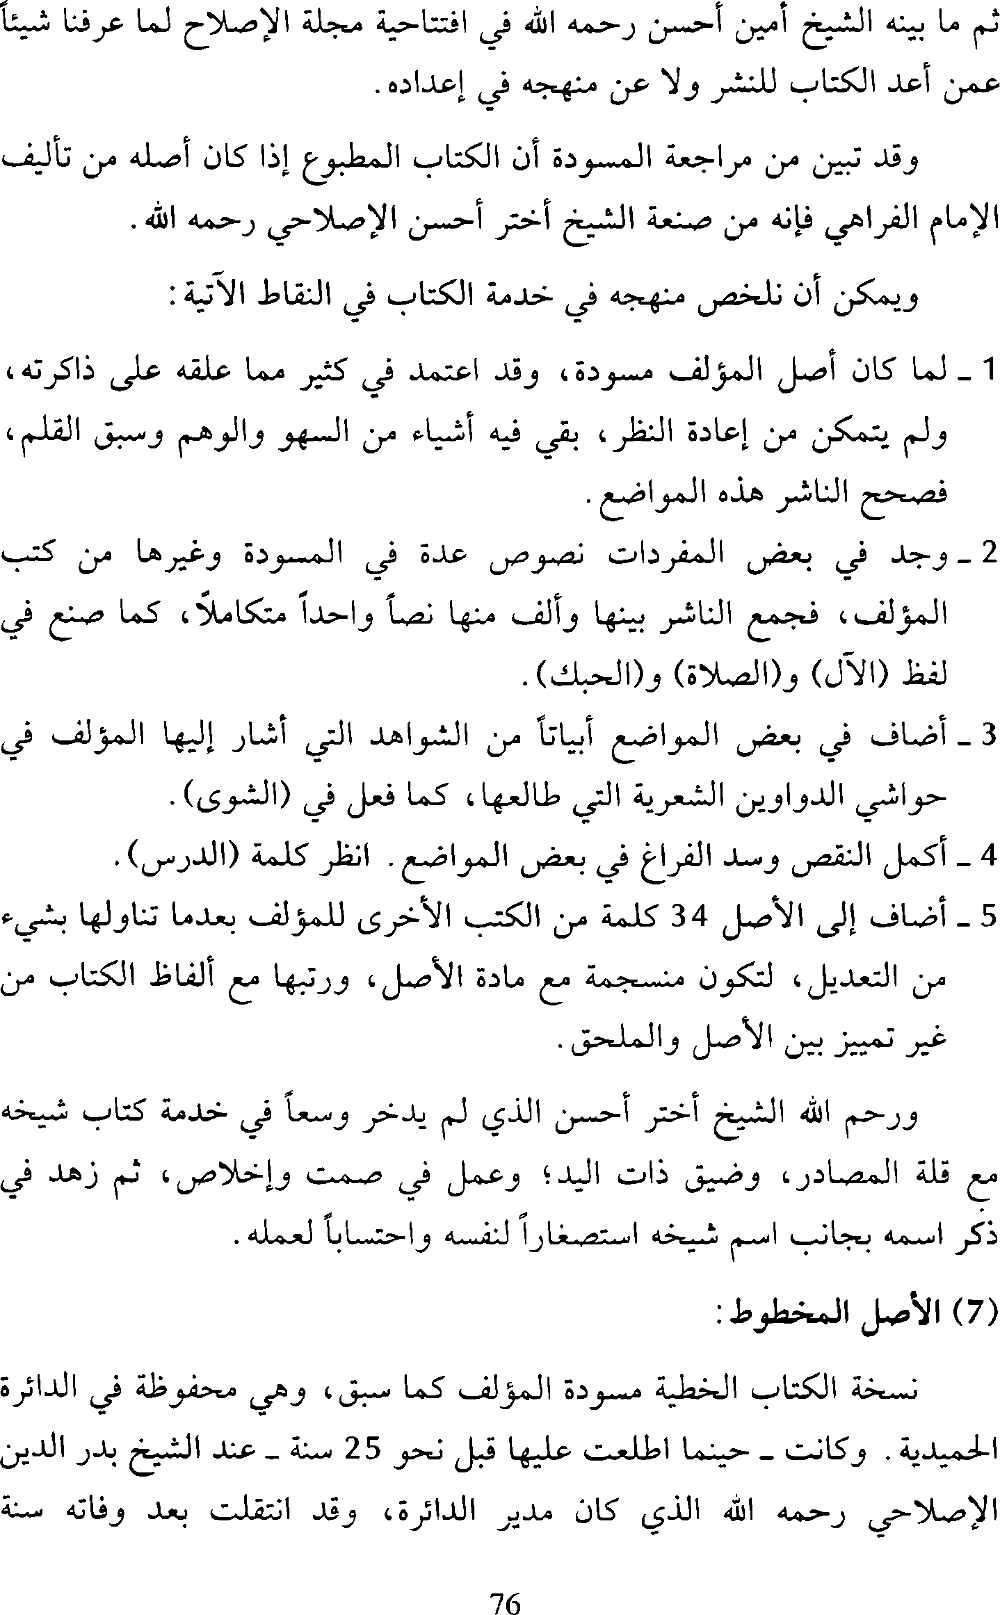 ثم ما بينه الشيخ أمين أحسن رحمه الله في افتتاحية مجلة الإصلاح لما عرفنا شيئاً
عمن أعد الكتاب للنشر ولا عن منهجه في إعداده.
وقد تبين من مراجعة المسودة أن الكتاب المطبوع إذا كان أصله من تأليف
الإمام الفراهي فإنه من صنعة الشيخ أختر أحسن الإصلاحي رحمه الله.
ويمكن أن نلخص منهجه في خدمة الكتاب في النقاط الآتية:
1 ـ لما كان أصل المؤلف مسودة، وقد اعتمد في كثير مما علقه على ذاكرته،
ولم يتمكن من إعادة النظر، بقي فيه أشياء من السهو والوهم وسبق القلم،
فصحح الناشر هذه المواضع.
2 ـ وجد في بعض المفردات نصوص عدة في المسودة وغيرها من كتب
المؤلف، فجمع الناشر بينها وألف منها نصاً واحداً متكاملاً، كما صنع في
لفظ (الآل) و(الصلاة) و(الحبك).
3 ـ أضاف في بعض المواضع أبياتاً من الشواهد التي أشار إليها المؤلف في
حواشي الدواوين الشعرية التي طالعها، كما فعل في (الشوى).
4 ـ أكمل النقص وسد الفراغ في بعض المواضع. انظر كلمة (الدرس).
5 ـ أضاف إلى الأصل 34 كلمة من الكتب الأخرى للمؤلف بعدما تناولها بشيء
من التعديل، لتكون منسجمة مع مادة الأصل، ورتبها مع ألفاظ الكتاب من
غير تمييز بين الأصل والملحق.
ورحم الله الشيخ أختر أحسن الذي لم يدخر وسعاً في خدمة كتاب شيخه
مع قلة المصادر، وضيق ذات اليد؛ وعمل في صمت وإخلاص، ثم زهد في
ذكر اسمه بجانب اسم شيخه استصغاراً لنفسه واحتساباً لعمله.
(7) الأصل المخطوط:
نسخة الكتاب الخطية مسودة المؤلف كما سبق، وهي محفوظة في الدائرة
الحميدية. وكانت ـ حينما اطلعت عليها قبل نحو 25 سنة ـ عند الشيخ بدر الدين
الإصلاحي رحمه الله الذي كان مدير الدائرة، وقد انتقلت بعد وفاته سنة
76